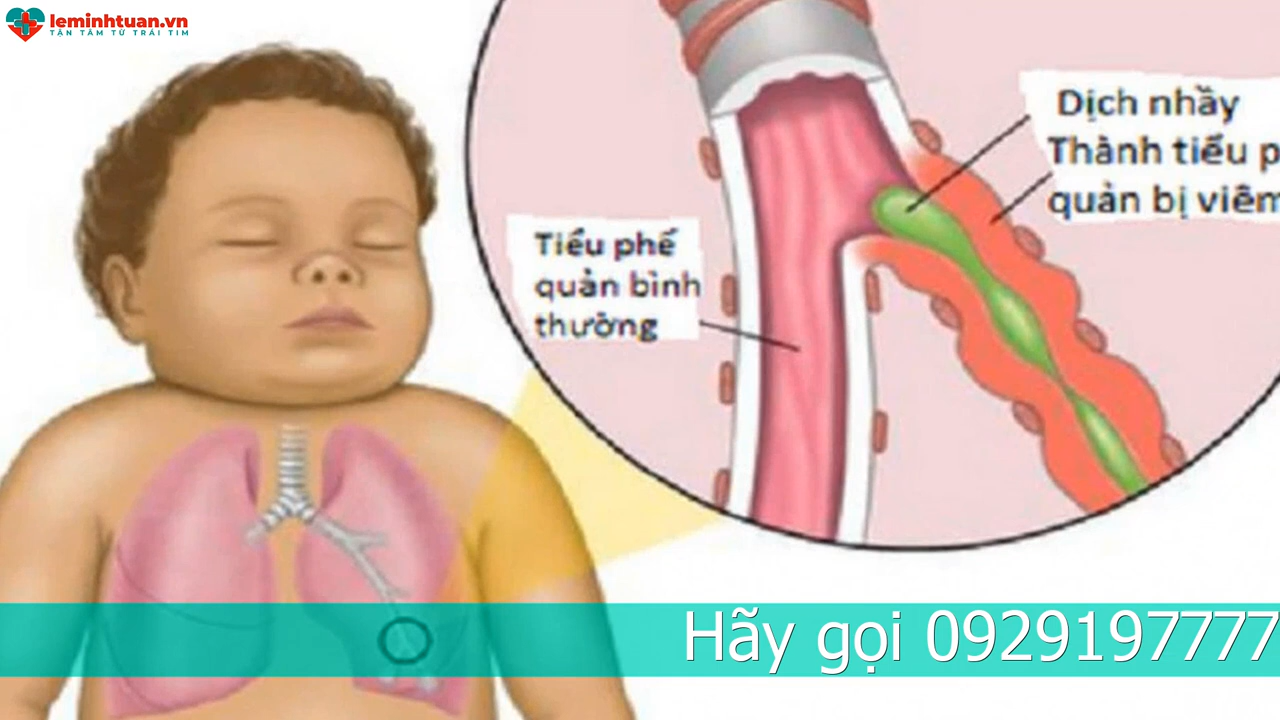 leminhtuan.vn
TẬN TÂM TỪ TRÁI TIM
Dịch nhầy
Thành tiểu p
quản bị viêm
Tiểu phế
quản bình
thường
Hãy gọi 0929197777